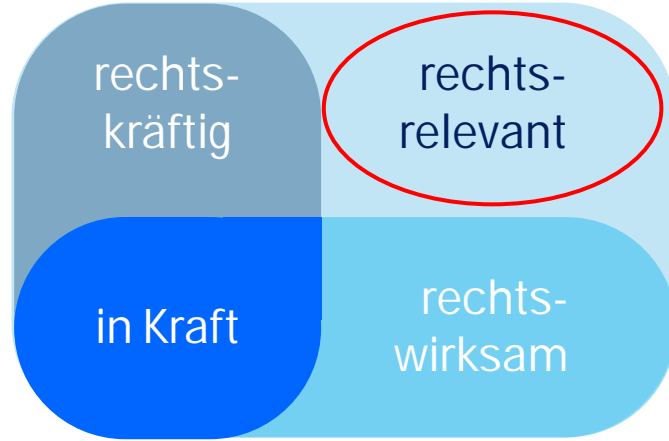 rechts-
kräftig
rechts-
relevant
in Kraft
rechts-
wirksam